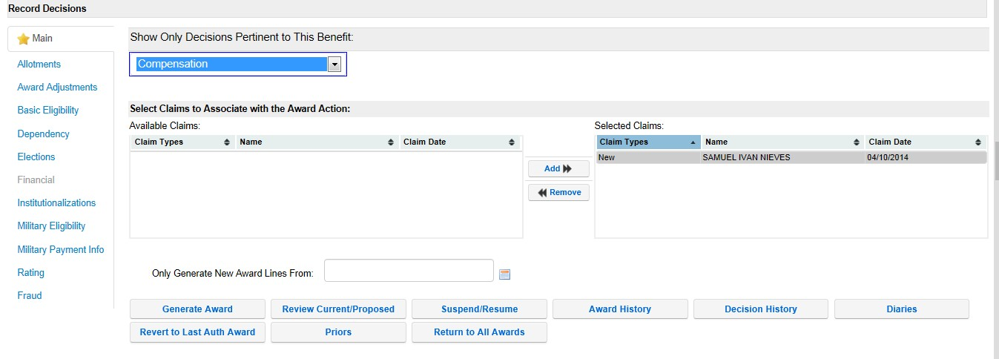 Record Decisions
Main
Allotments
Award Adjustments
Basic Eligibility
Dependency
Elections
Financial
Institutionalizations
Military Eligibility
Military Payment Info
Rating
Fraud
Show Only Decisions Pertinent to This Benefit:
Compensation
Select Claims to Associate with the Award Action:
Available Claims:
Claim Types Name Claim Date
Add
Remove
Selected Claims:
Claim Types Name Claim Date
New SAMUEL IVAN NIEVES 04/10/2014
Only Generate New Award Lines From:
Generate Award Review Current/Proposed Suspend/Resume Award History Decision History Diaries
Revert to Last Auth Award Priors Return to All Awards